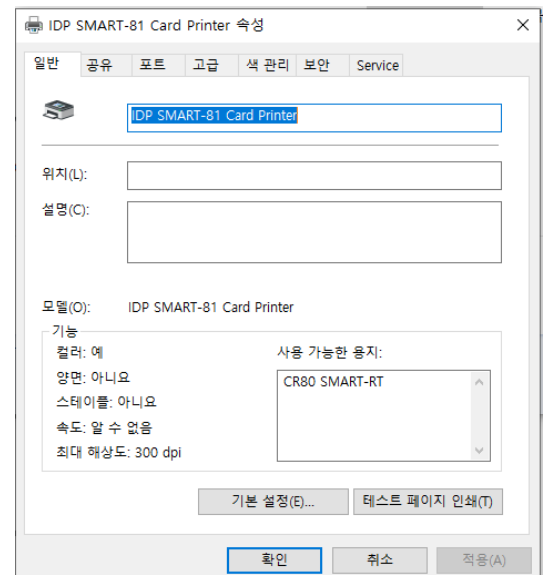 IDP SMART-81 Card Printer 속성
일반 공유 포트 고급 색 관리 보안 Service
IDP SMART-81 Card Printer
위치(L):
설명(C):
모델(O): IDP SMART-81 Card Printer
기능
컬러: 예
사용 가능한 용지:
양면: 아니요
CR80 SMART-RT
스테이플: 아니요
속도: 알 수 없음
최대 해상도: 300 dpi
기본 설정(E)... 테스트 페이지 인쇄(T)
확인 취소 적용(A)